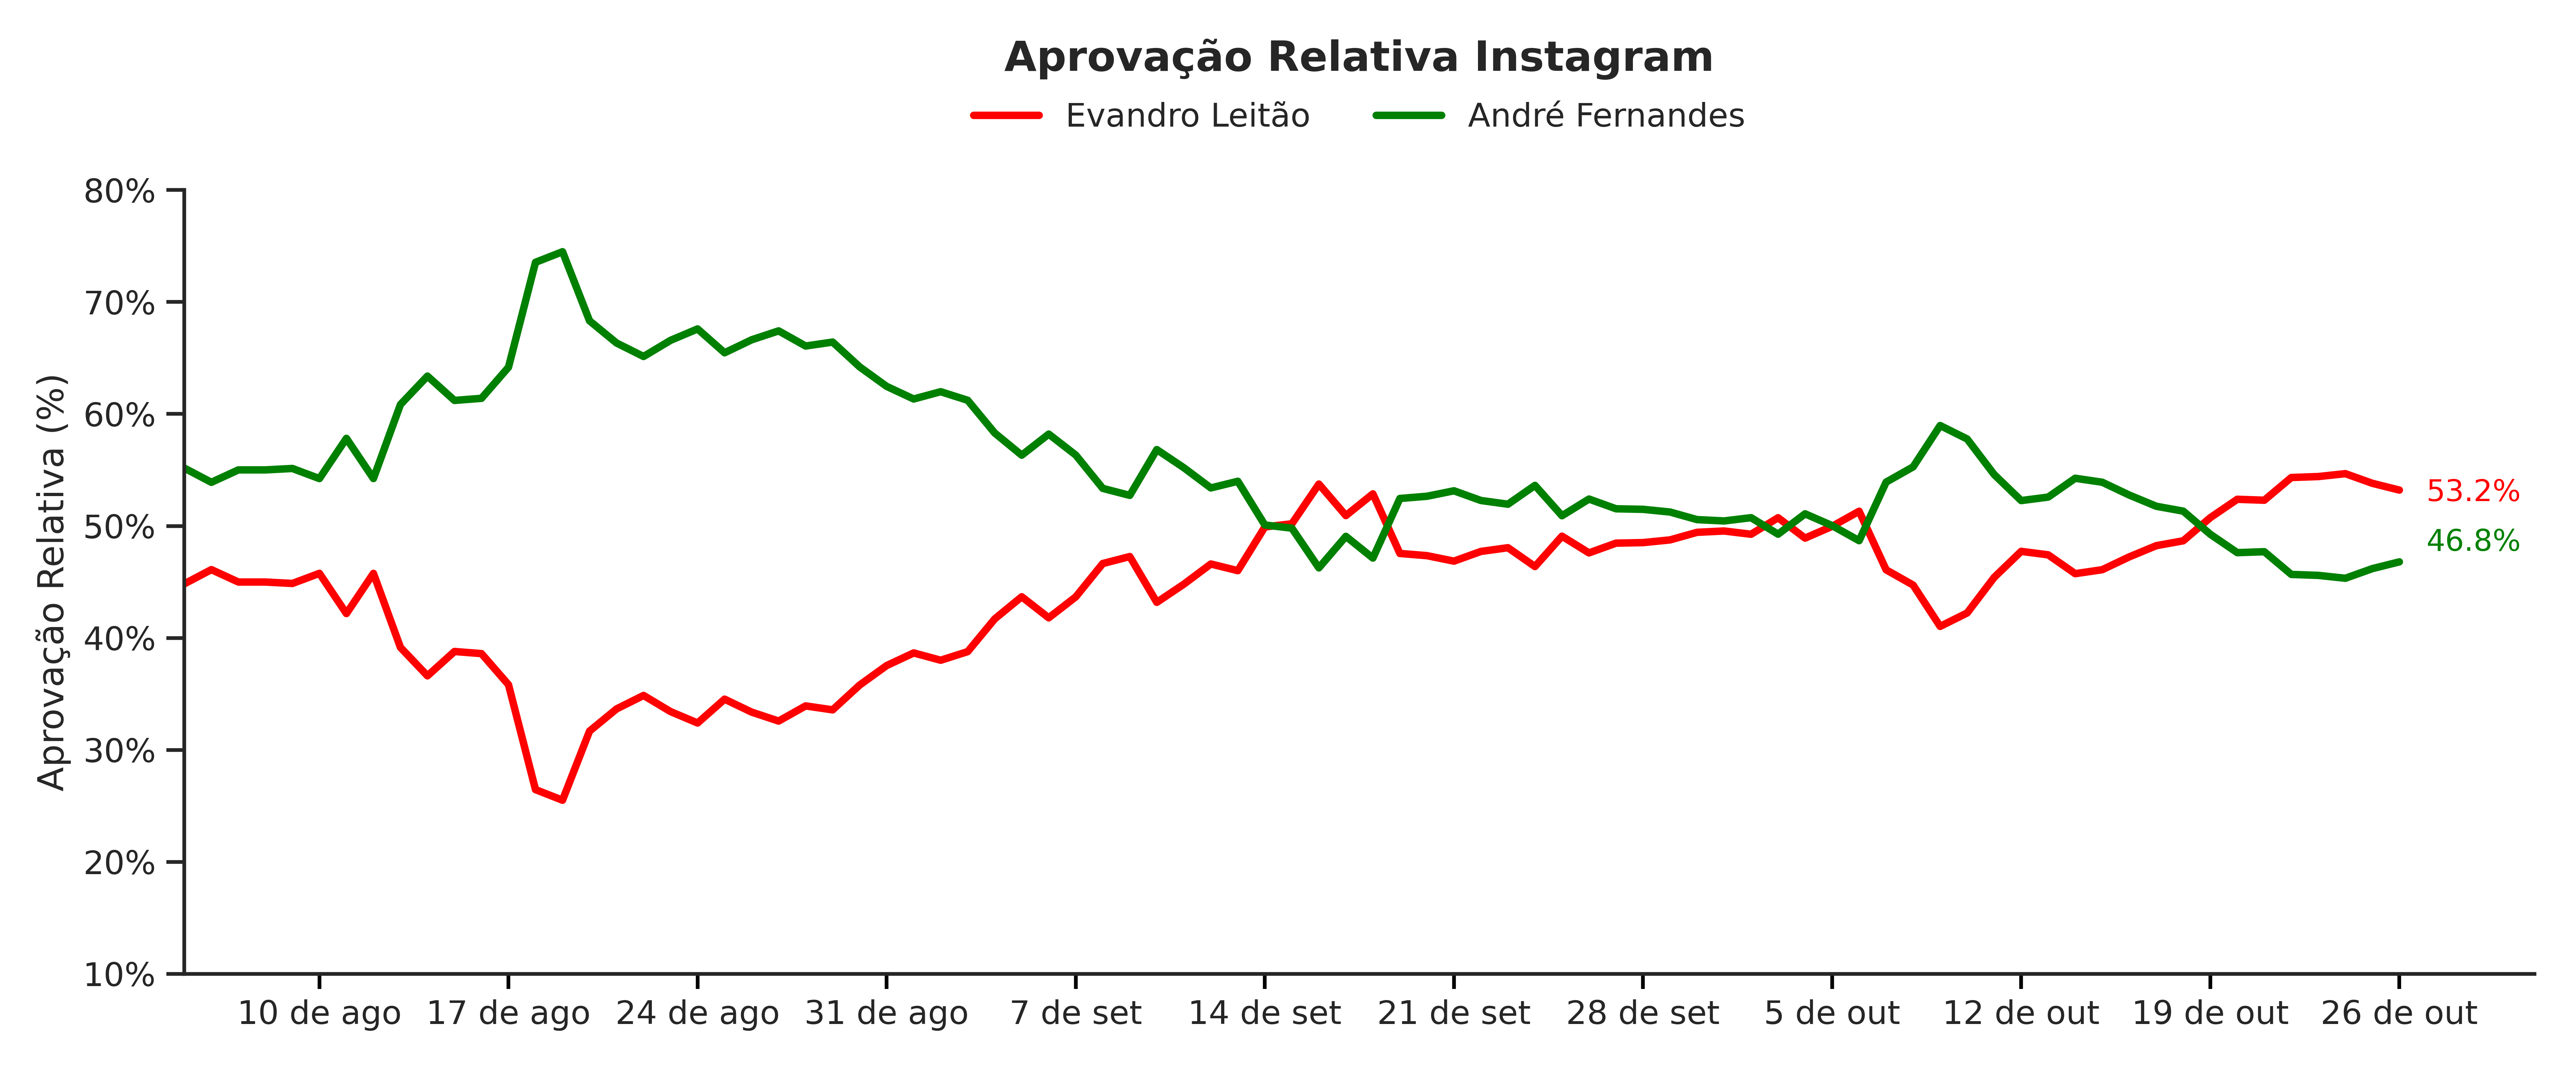 Aprovação Relativa Instagram
Evandro Leitão
André Fernandes
Aprovação Relativa (%)
80%
70%
60%
50%
40%
30%
20%
10%
53.2%
46.8%
10 de ago
17 de ago
24 de ago
31 de ago
7 de set
14 de set
21 de set
28 de set
5 de out
12 de out
19 de out
26 de out